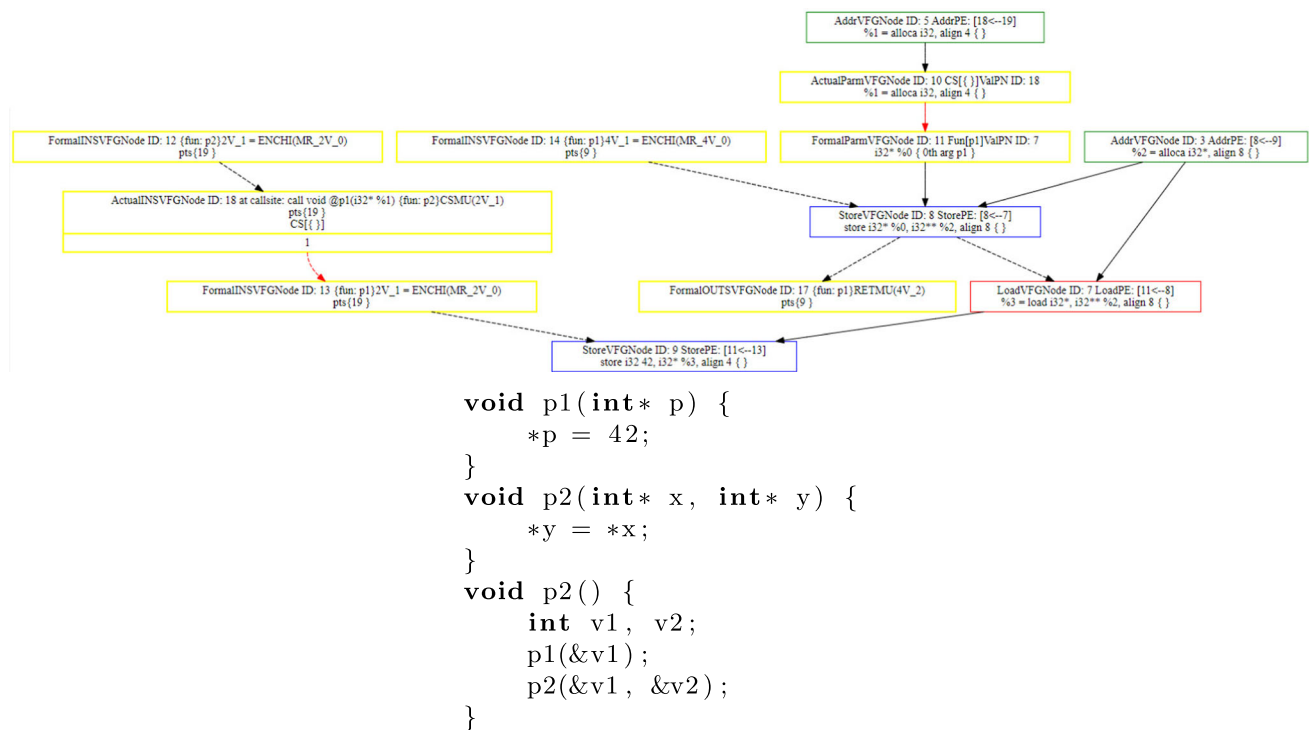 AddrVFGNode ID: 5 AddrPE: [18<--19]
%1 = alloca i32, align 4 { }
ActualParmVFGNode ID: 10 CS[{ }]ValPN ID: 18
%1 = alloca i32, align 4 { }
FormalINSVFGNode ID: 12 {fun: p2}2V_1 = ENCHI(MR_2V_0)
pts{19 }
FormalINSVFGNode ID: 14 {fun: p1}4V_1 = ENCHI(MR_4V_0)
pts{9 }
FormalParmVFGNode ID: 11 Fun[p1]ValPN ID: 7
i32* %0 { 0th arg p1 }
AddrVFGNode ID: 3 AddrPE: [8<--9]
%2 = alloca i32*, align 8 { }
ActualINSVFGNode ID: 18 at callsite: call void @p1(i32* %1) {fun: p2}CSMU(2V_1)
pts{19 }
CS[{ }]
1
StoreVFGNode ID: 8 StorePE: [8<--7]
store i32* %0, i32** %2, align 8 { }
FormalINSVFGNode ID: 13 {fun: p1}2V_1 = ENCHI(MR_2V_0)
pts{19 }
FormalOUTSVFGNode ID: 17 {fun: p1}RETMU(4V_2)
pts{9 }
LoadVFGNode ID: 7 LoadPE: [11<--8]
%3 = load i32*, i32** %2, align 8 { }
StoreVFGNode ID: 9 StorePE: [11<--13]
store i32 42, i32* %3, align 4 { }
void p1(int* p) {
*p = 42;
}
void p2(int* x, int* y) {
*y = *x;
}
void p2() {
int v1, v2;
p1(&v1);
p2(&v1, &v2);
}